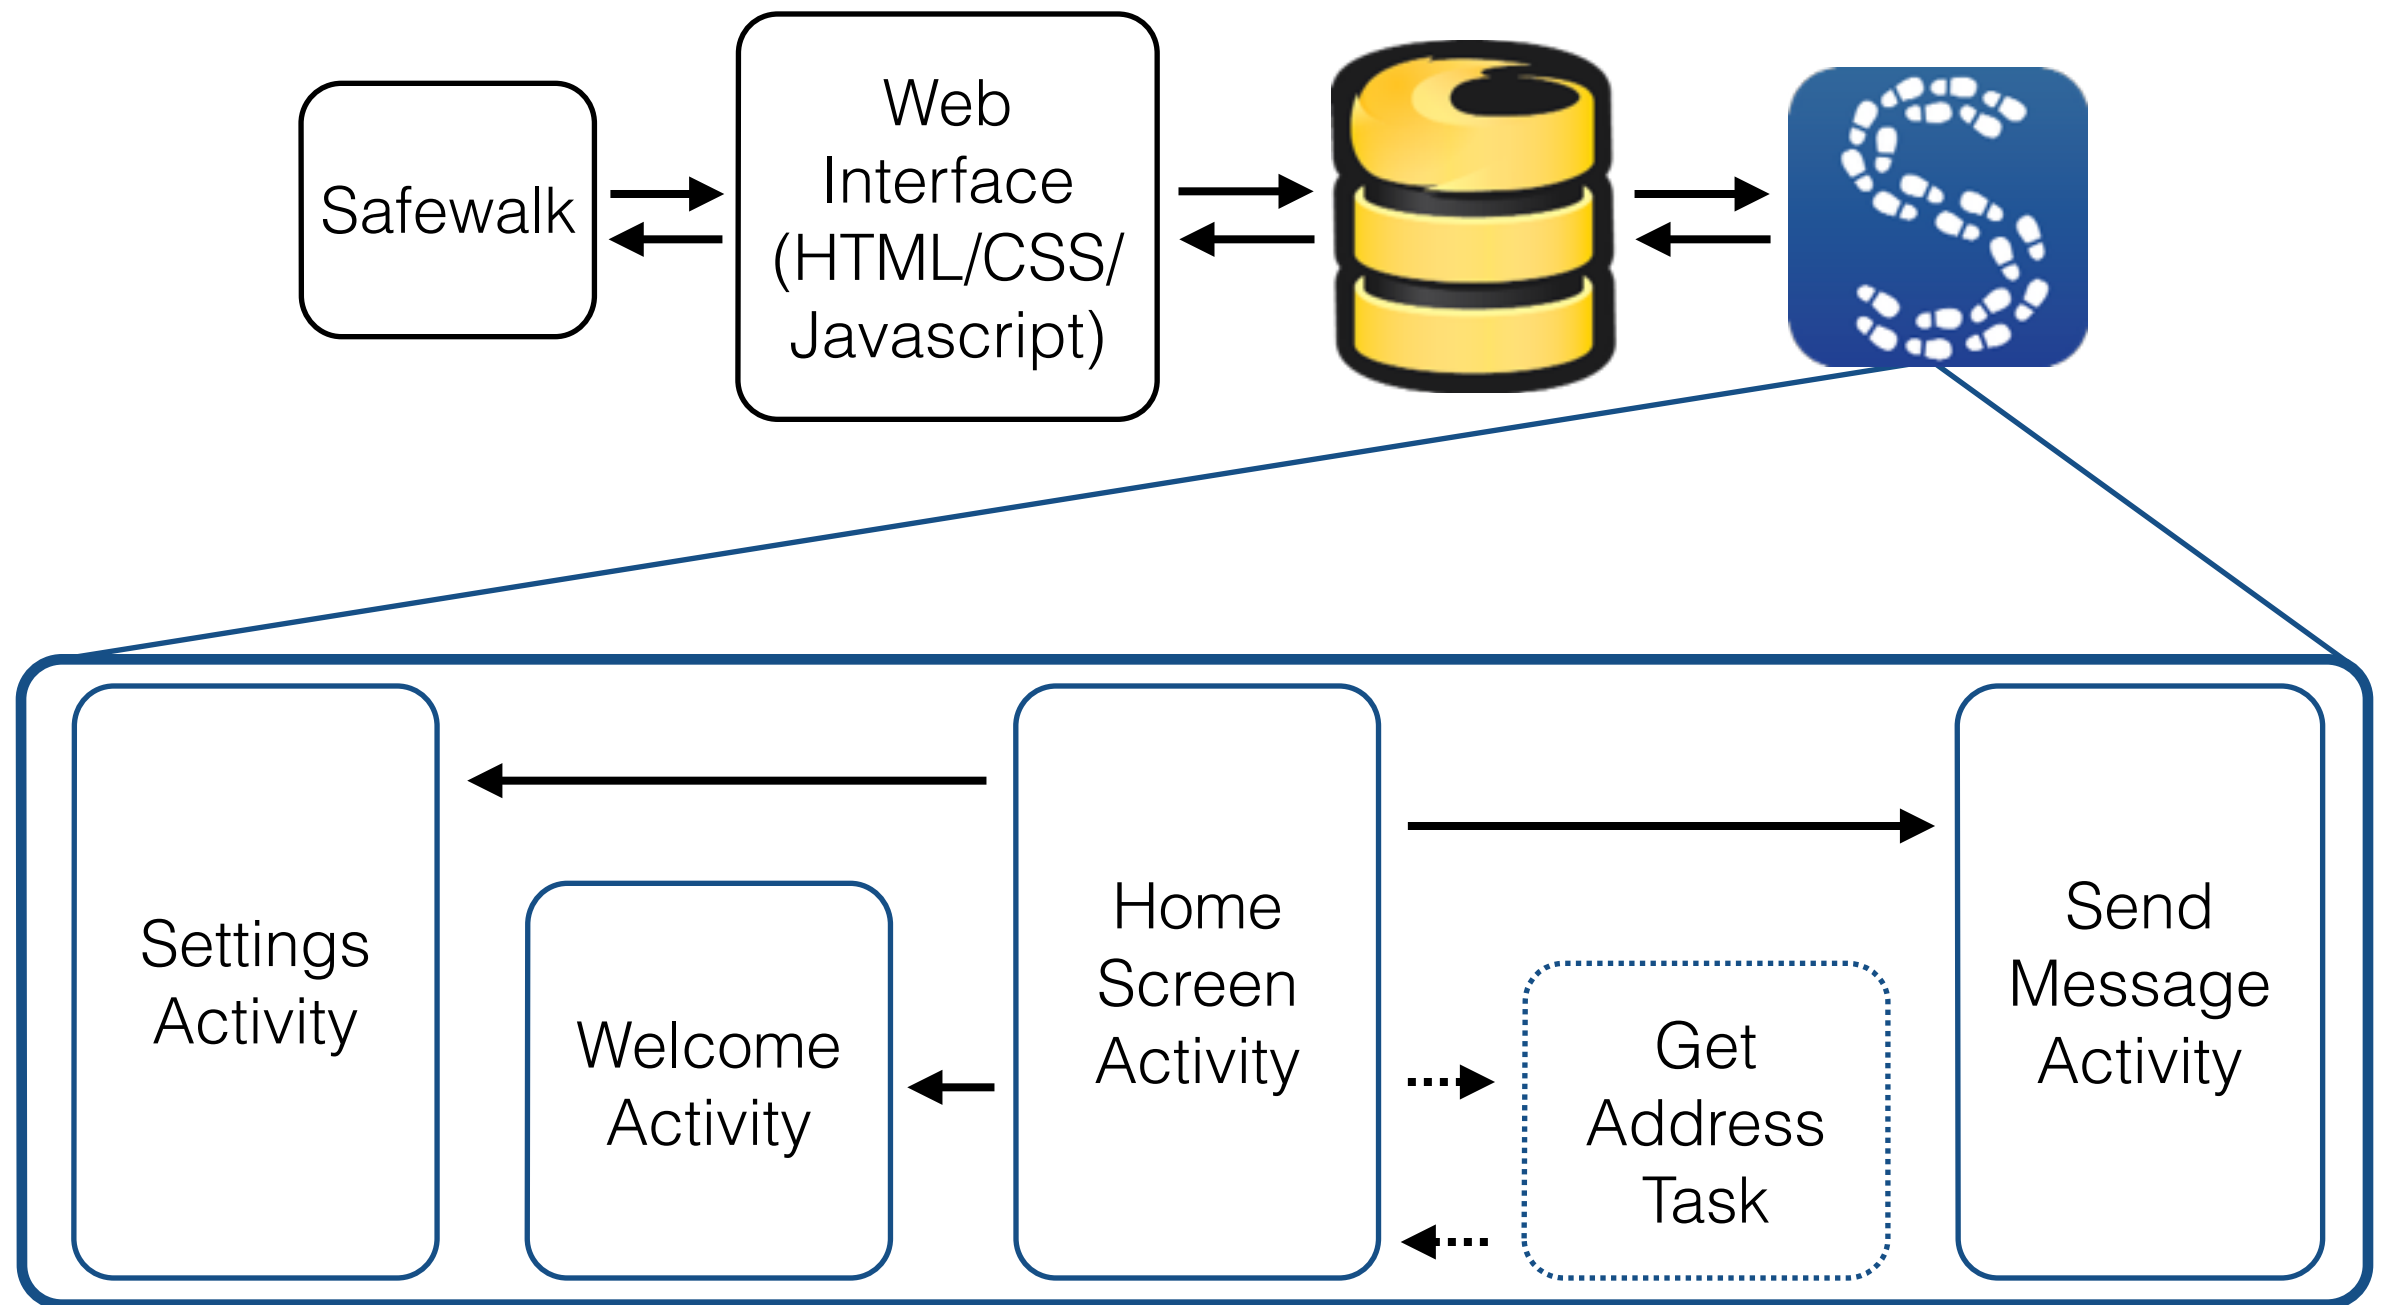 Safewalk
Web
Interface
(HTML/CSS/
Javascript)
Settings
Activity
Welcome
Activity
Home
Screen
Activity
Get
Address
Task
Send
Message
Activity